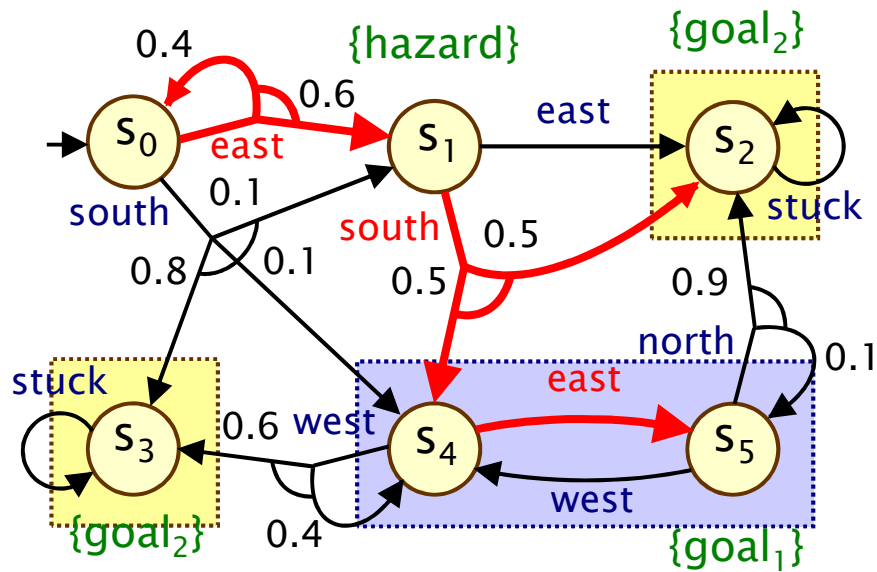 0.4
{hazard}
{goal₂}
0.6
east
s₀
east
s₁
s₂
south
0.1
south
0.5
stuck
0.8
0.1
0.5
0.9
north
0.1
stuck
east
0.6
west
s₃
s₄
s₅
west
0.4
{goal₂}
{goal₁}